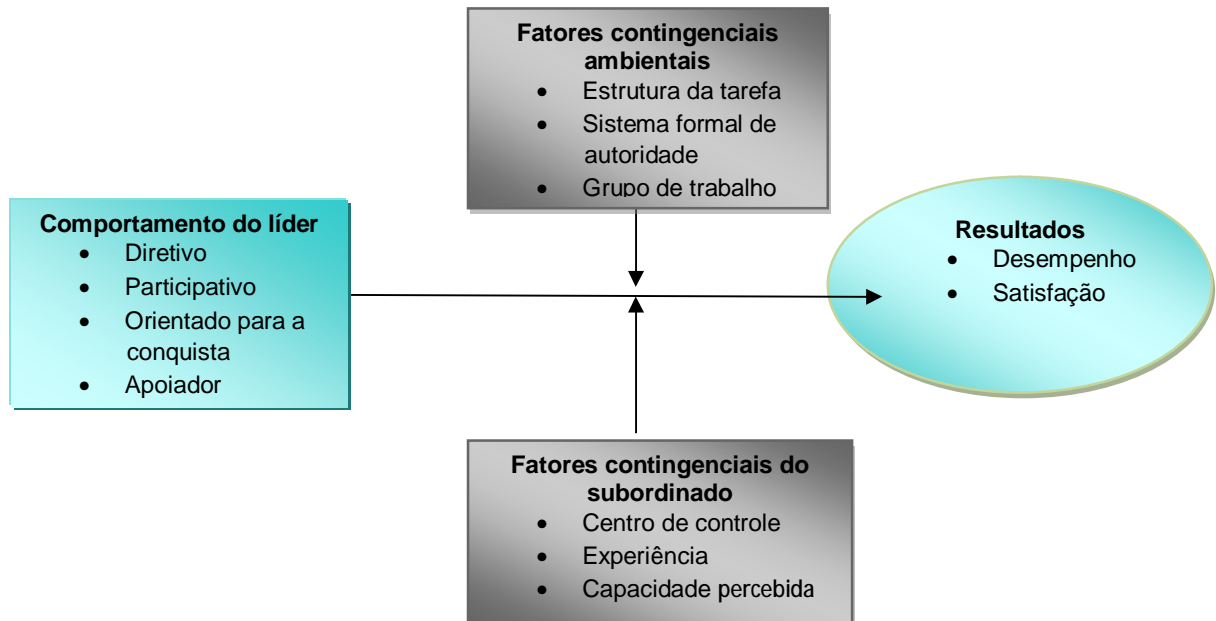 Fatores contingenciais
ambientais
• Estrutura da tarefa
• Sistema formal de
autoridade
• Grupo de trabalho
Comportamento do líder
• Diretivo
• Participativo
• Orientado para a
conquista
• Apoiador
Resultados
• Desempenho
• Satisfação
Fatores contingenciais do
subordinado
• Centro de controle
• Experiência
• Capacidade percebida